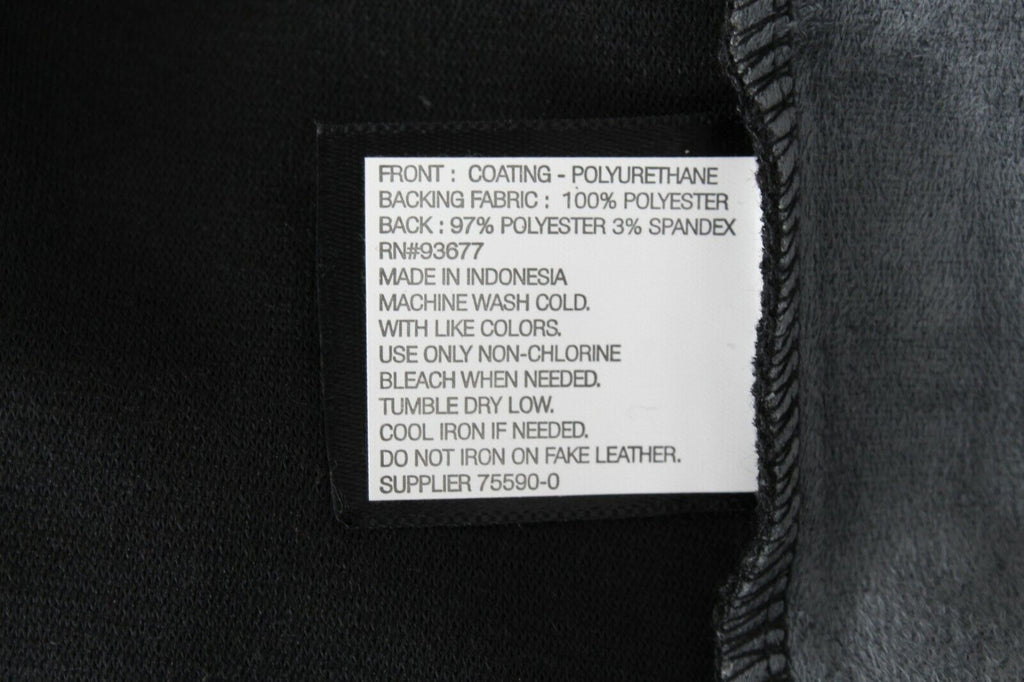 FRONT : COATING - POLYURETHANE
BACKING FABRIC : 100% POLYESTER
BACK : 97% POLYESTER 3% SPANDEX
RN#93677
MADE IN INDONESIA
MACHINE WASH COLD.
WITH LIKE COLORS.
USE ONLY NON-CHLORINE
BLEACH WHEN NEEDED.
TUMBLE DRY LOW.
COOL IRON IF NEEDED.
DO NOT IRON ON FAKE LEATHER.
SUPPLIER 75590-0